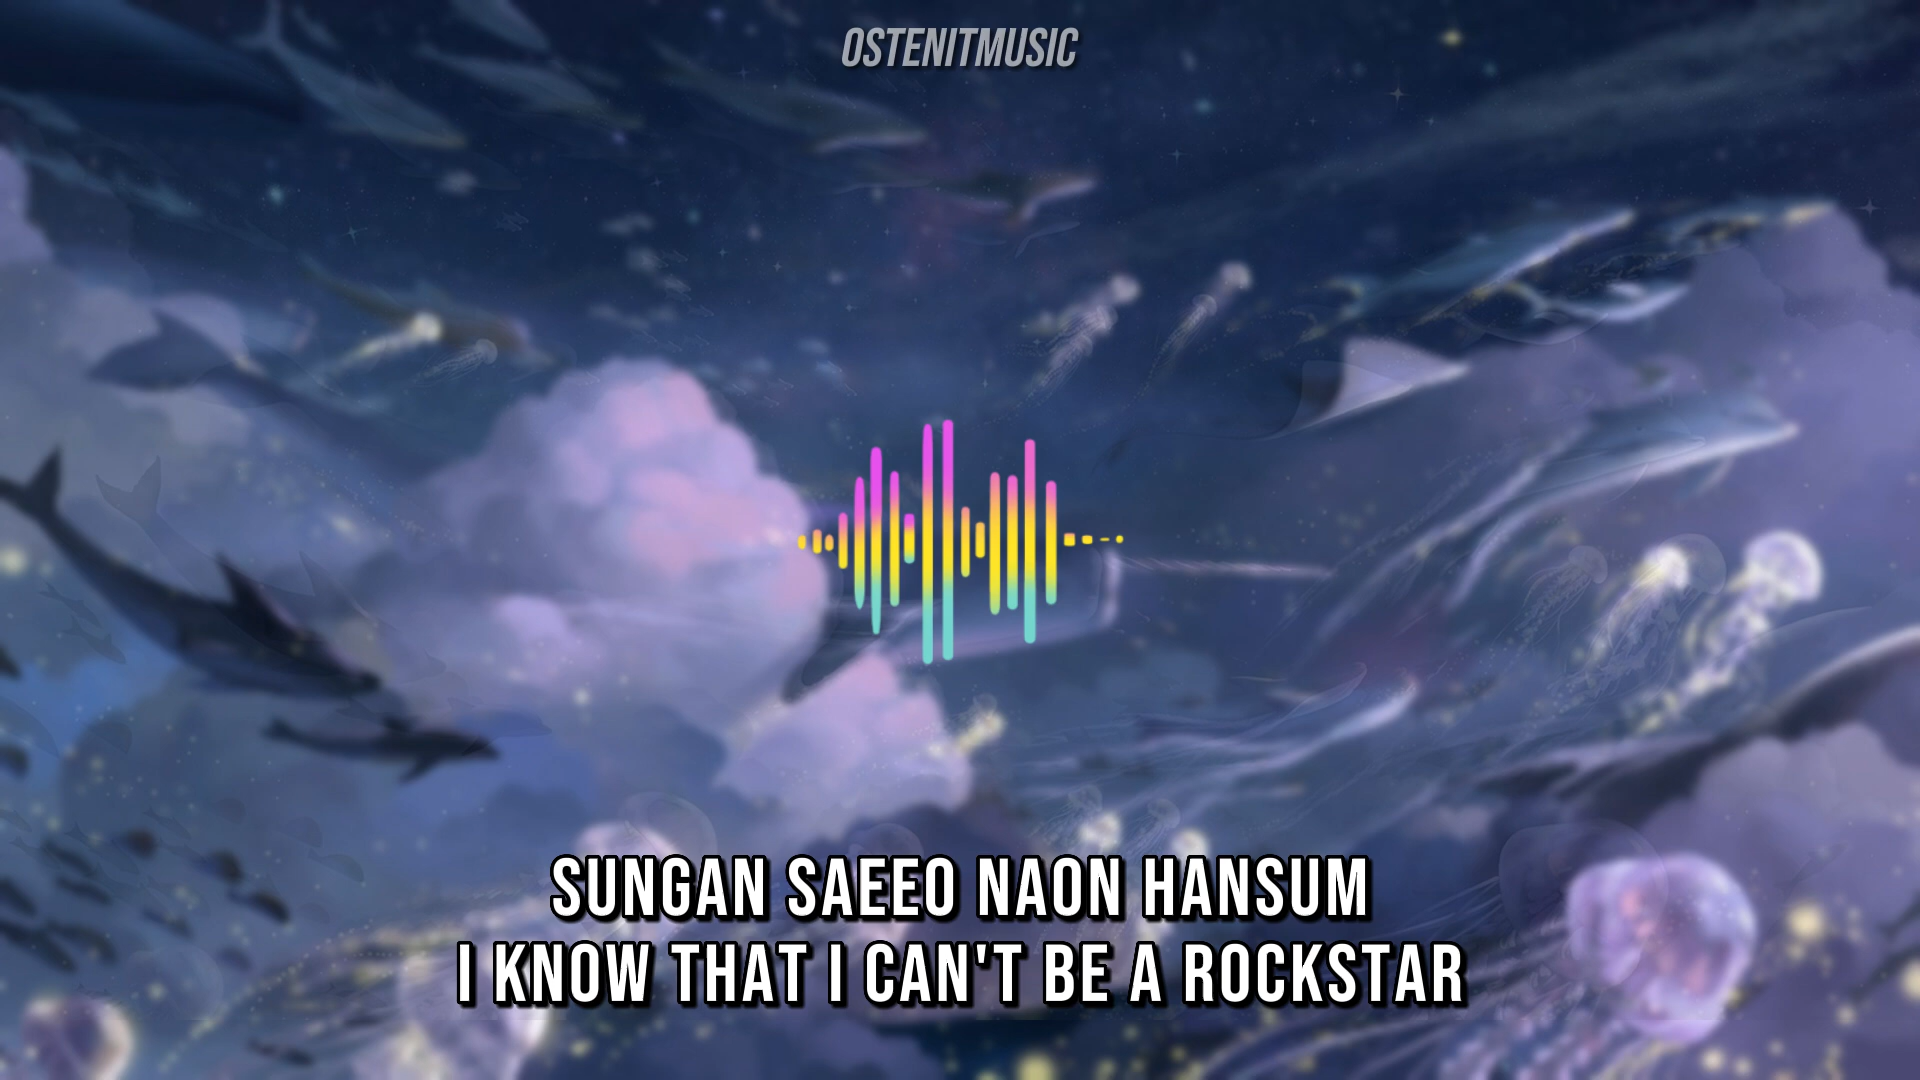 OSTENITMUSIC
SUNGAN SAEEO NAON HANSUM
I KNOW THAT I CAN'T BE A ROCKSTAR